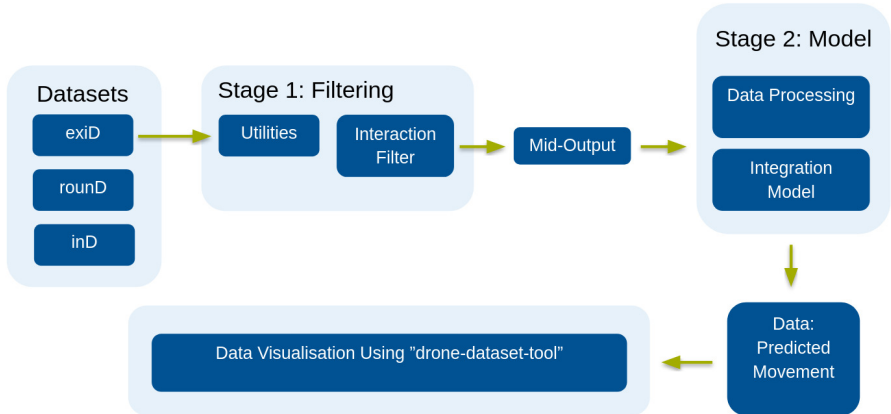 Datasets
exiD
rounD
inD
Stage 1: Filtering
Utilities
Interaction
Filter
Mid-Output
Stage 2: Model
Data Processing
Integration
Model
Data:
Predicted
Movement
Data Visualisation Using ”drone-dataset-tool”